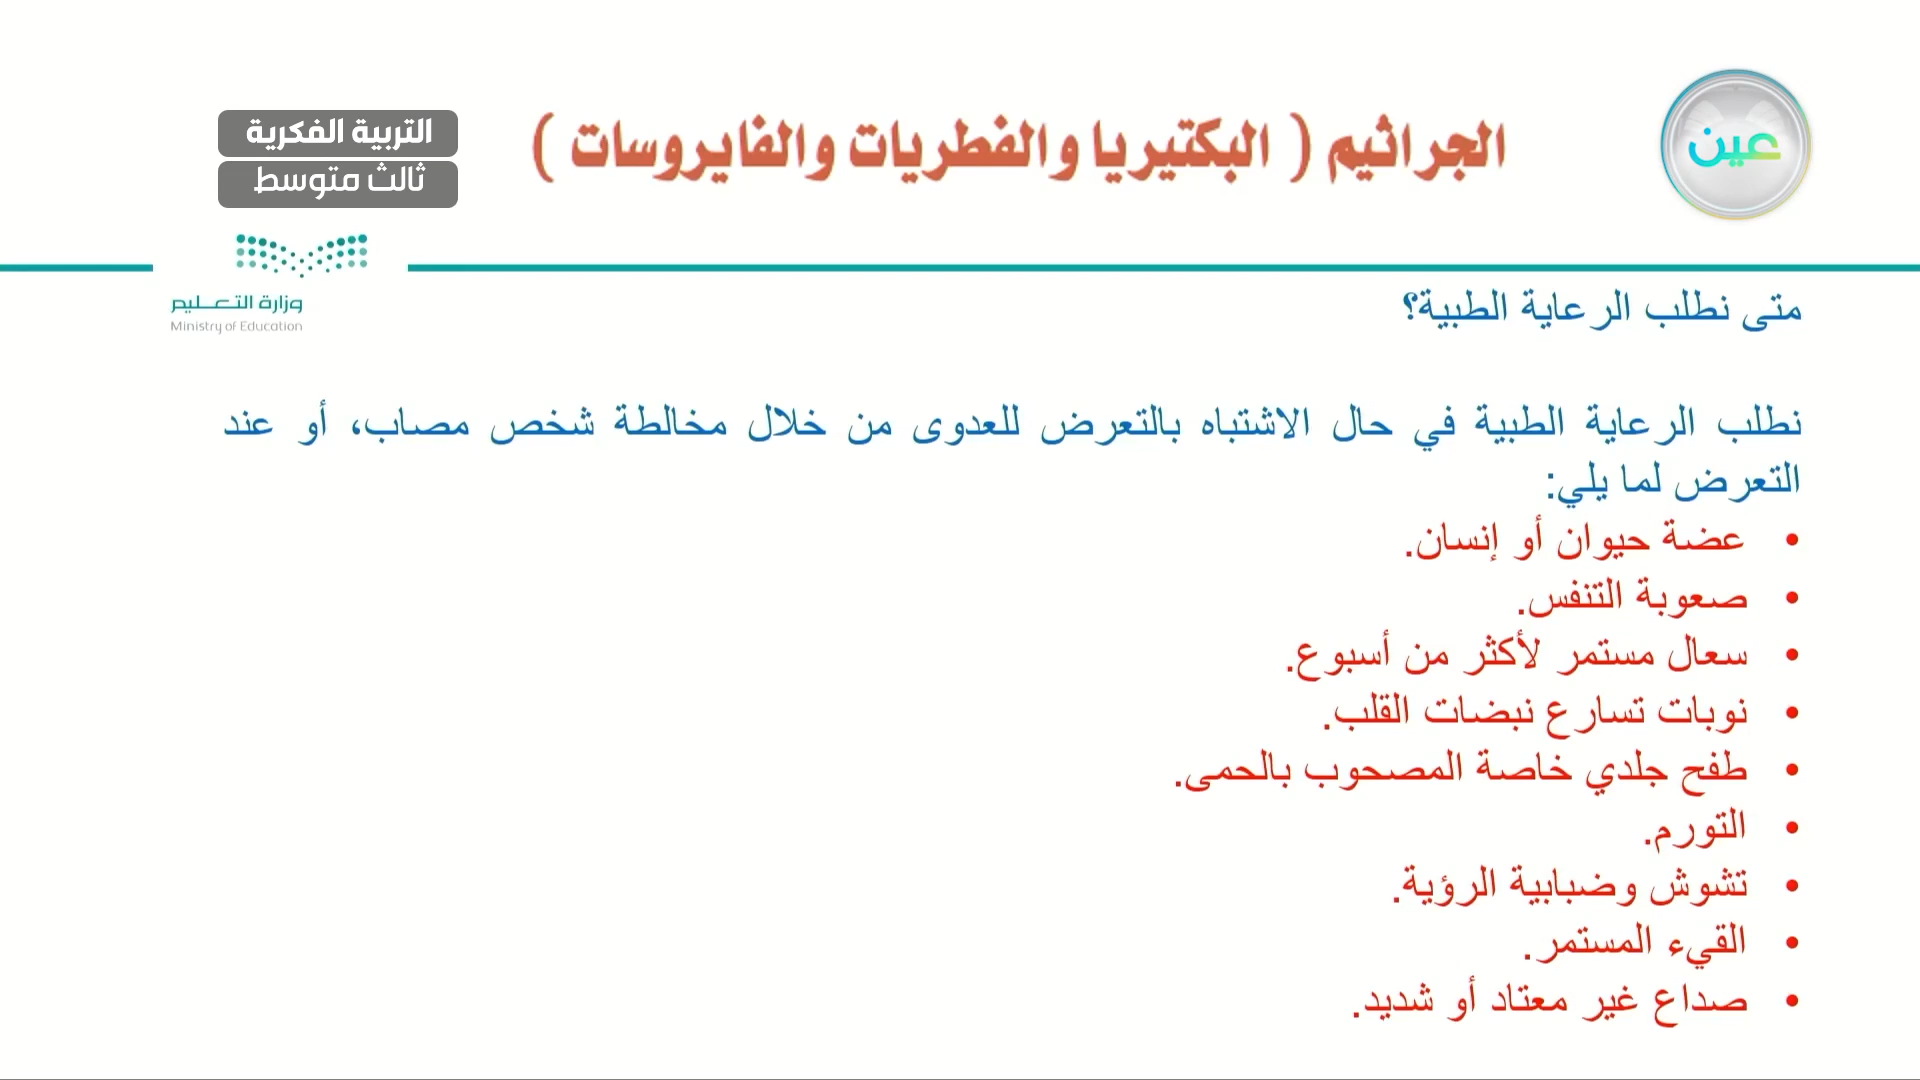 عين
الجراثيم ( البكتيريا والفطريات والفايروسات )
التربية الفكرية
ثالث متوسط
وزارة التعليم
Ministry of Education
متى نطلب الرعاية الطبية؟
نطلب الرعاية الطبية في حال الاشتباه بالتعرض للعدوى من خلال مخالطة شخص مصاب، أو عند
التعرض لما يلي:
• عضة حيوان أو إنسان.
• صعوبة التنفس.
• سعال مستمر لأكثر من أسبوع.
• نوبات تسارع نبضات القلب.
• طفح جلدي خاصة المصحوب بالحمى.
• التورم.
• تشوش وضبابية الرؤية.
• القيء المستمر.
• صداع غير معتاد أو شديد.